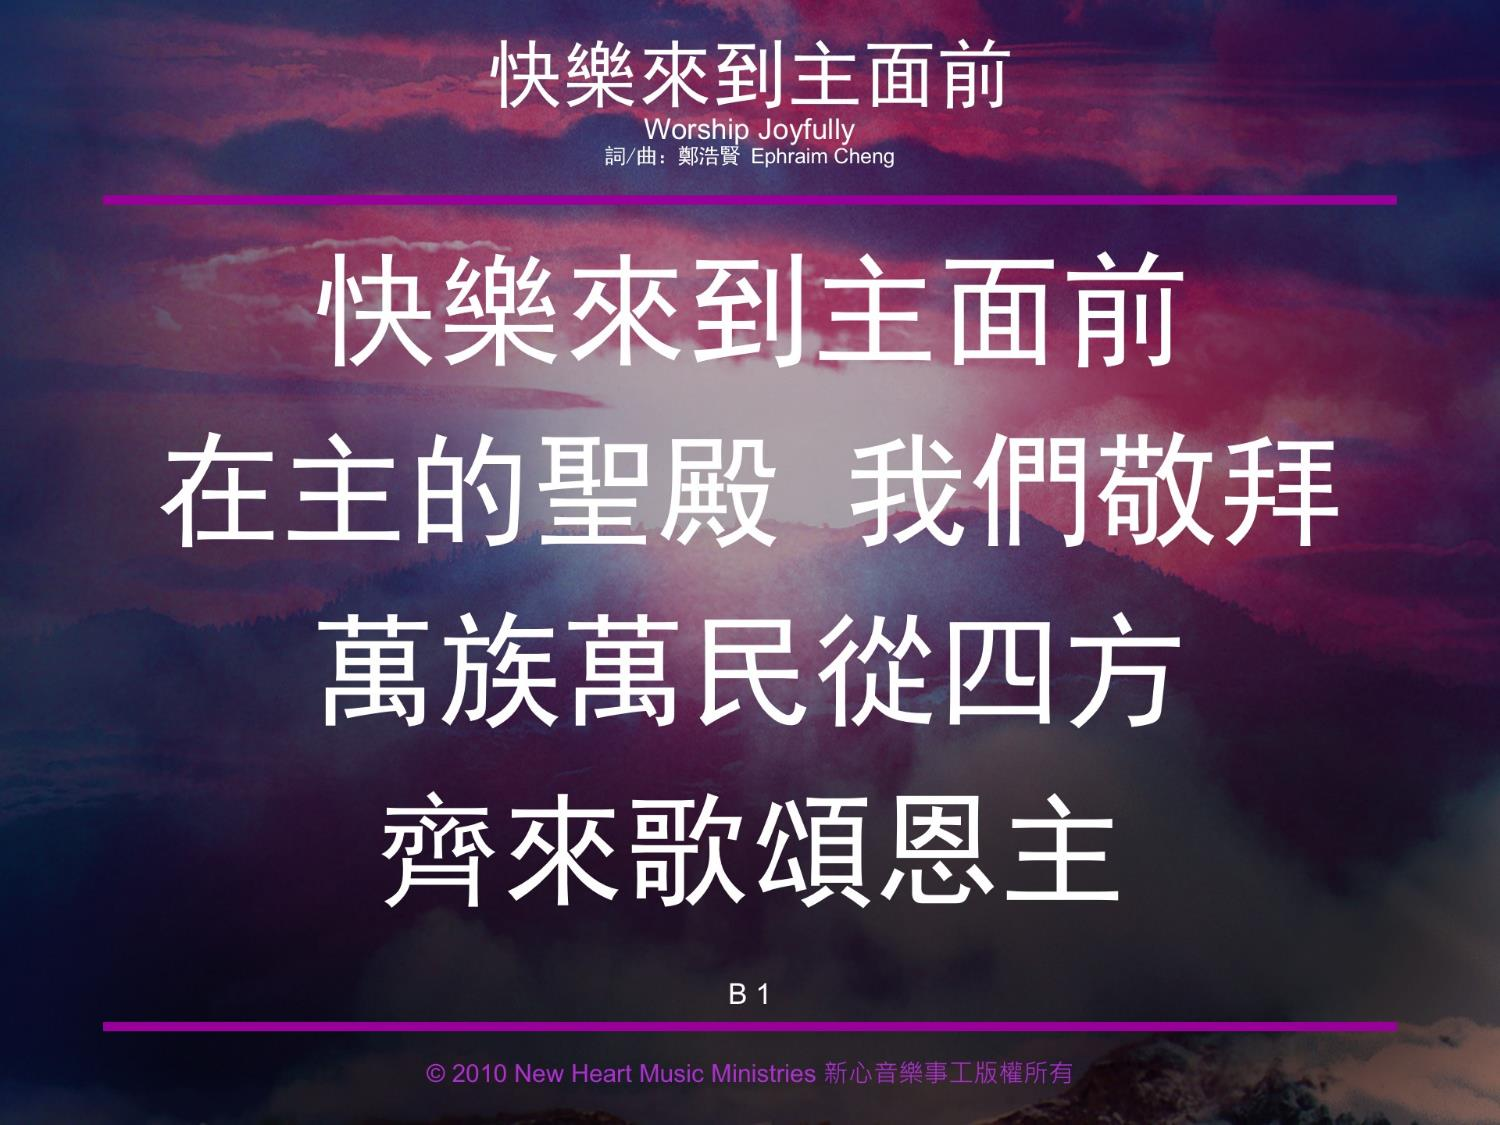 快樂來到主面前
Worship Joyfully
詞/曲：鄭浩賢 Ephraim Cheng
快樂來到主面前
在主的聖殿 我們敬拜
萬族萬民從四方
齊來歌頌恩主
B 1
© 2010 New Heart Music Ministries 新心音樂事工版權所有